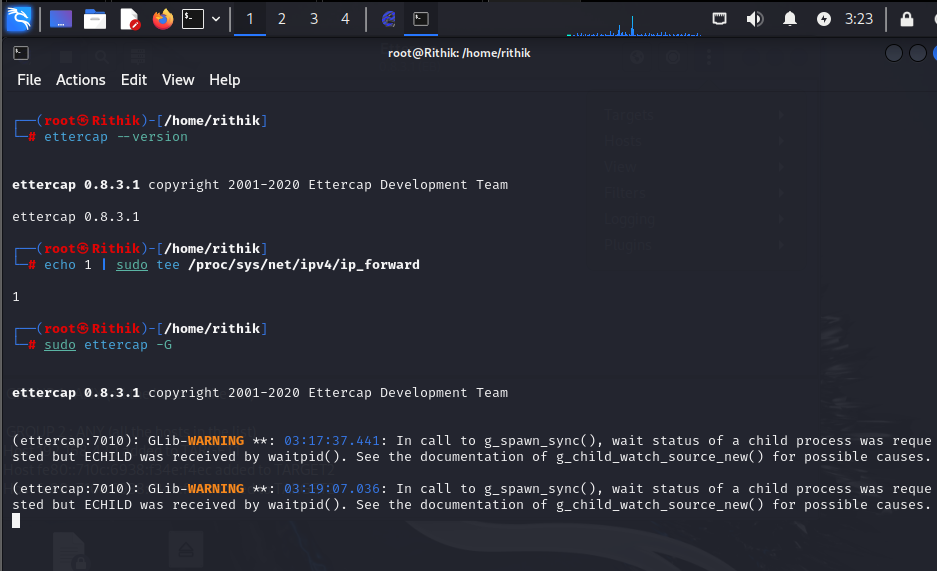 1 2 3 4 3:23
root@Rithik: /home/rithik
File Actions Edit View Help
┌──(root㉿Rithik)-[/home/rithik]
└─# ettercap --version
ettercap 0.8.3.1 copyright 2001-2020 Ettercap Development Team
ettercap 0.8.3.1
┌──(root㉿Rithik)-[/home/rithik]
└─# echo 1 | sudo tee /proc/sys/net/ipv4/ip_forward
1
┌──(root㉿Rithik)-[/home/rithik]
└─# sudo ettercap -G
ettercap 0.8.3.1 copyright 2001-2020 Ettercap Development Team
(ettercap:7010): GLib-WARNING **: 03:17:37.441: In call to g_spawn_sync(), wait status of a child process was reque
sted but ECHILD was received by waitpid(). See the documentation of g_child_watch_source_new() for possible causes.
(ettercap:7010): GLib-WARNING **: 03:19:07.036: In call to g_spawn_sync(), wait status of a child process was reque
sted but ECHILD was received by waitpid(). See the documentation of g_child_watch_source_new() for possible causes.
Targets
Hosts
View
Filters
Logging
Plugins